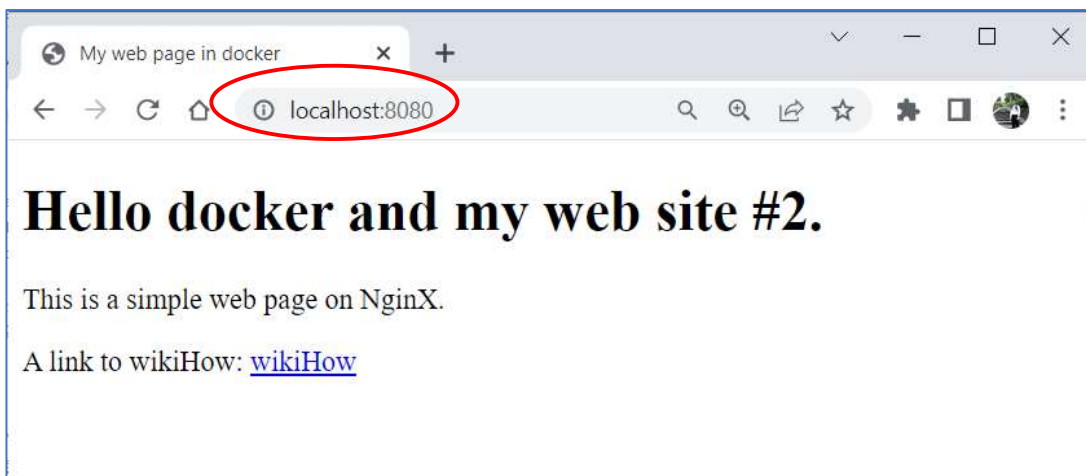 My web page in docker
localhost:8080
Hello docker and my web site #2.
This is a simple web page on NginX.
A link to wikiHow: wikiHow